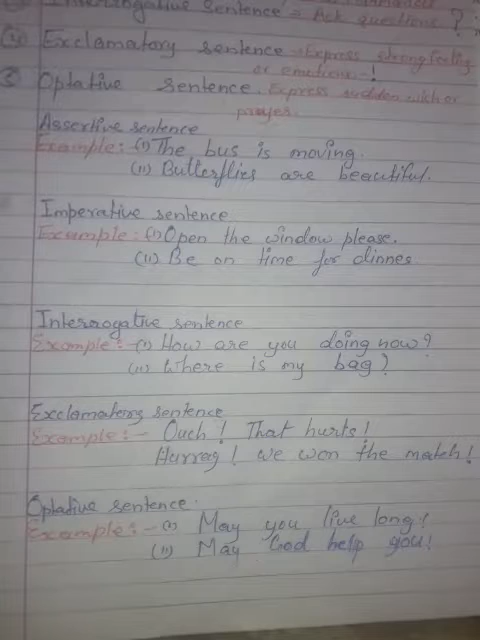 Interrogative sentence = Ask questions ?
④ Exclamatory sentence → Express strong feeling
or emotions - !
⑤ Optative sentence. Express sudden wish or
prayer.
Assertive sentence
Example : (i) The bus is moving.
(ii) Butterflies are beautiful.
Imperative sentence
Example : (i) Open the window please.
(ii) Be on time for dinner
Interrogative sentence
Example :- (i) How are you doing now ?
(ii) Where is my bag ?
Exclamatory sentence
Example :- Ouch ! That hurts !
Hurray ! We won the match !
Optative sentence.
Example :- (i) May you live long !
(ii) May God help you !